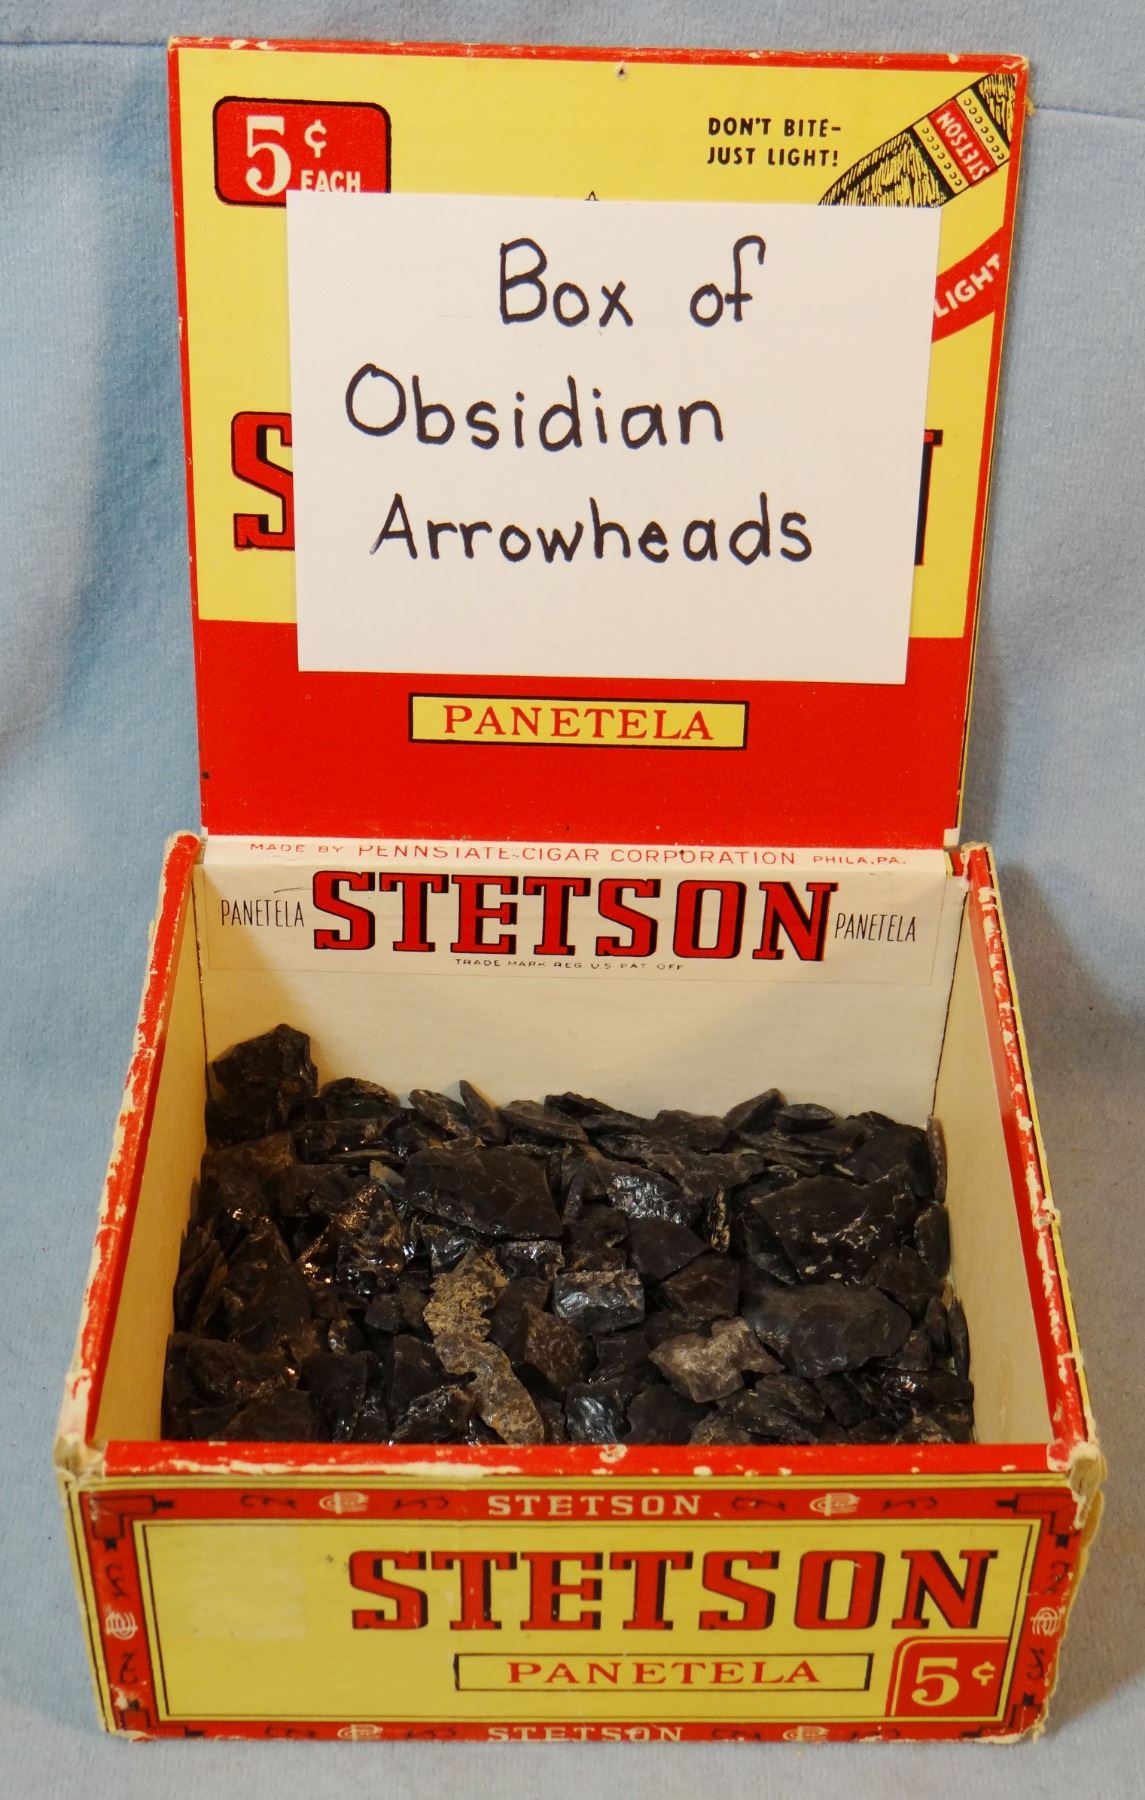 5¢
EACH
DON'T BITE-
JUST LIGHT!
STETSON
LIGHT
Box of
Obsidian
Arrowheads
PANETELA
MADE BY PENNSTATE-CIGAR CORPORATION PHILA, PA.
PANETELA STETSON PANETELA
TRADE MARK REG US PAT OFF
STETSON
STETSON
PANETELA
5¢
STETSON